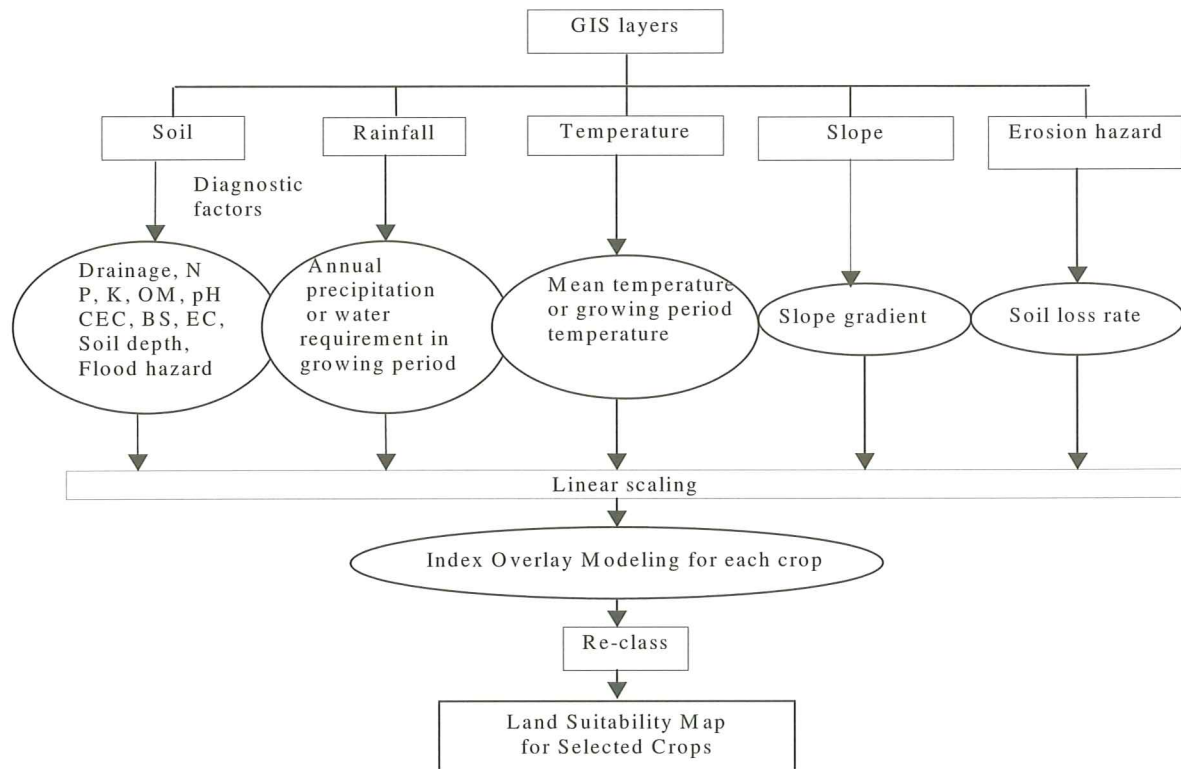 GIS layers
Soil
Rainfall
Temperature
Slope
Erosion hazard
Diagnostic
factors
Drainage, N
P, K, OM, pH
CEC, BS, EC,
Soil depth,
Flood hazard
Annual
precipitation
or water
requirement in
growing period
Mean temperature
or growing period
temperature
Slope gradient
Soil loss rate
Linear scaling
Index Overlay Modeling for each crop
Re-class
Land Suitability Map
for Selected Crops